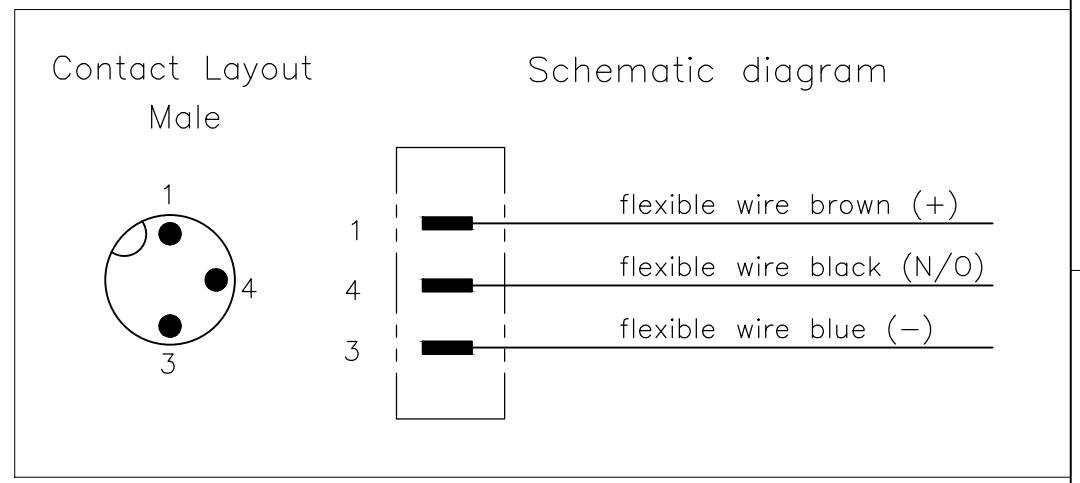 Contact Layout
Male
1
4
3
Schematic diagram
1 flexible wire brown (+)
4 flexible wire black (N/O)
3 flexible wire blue (-)